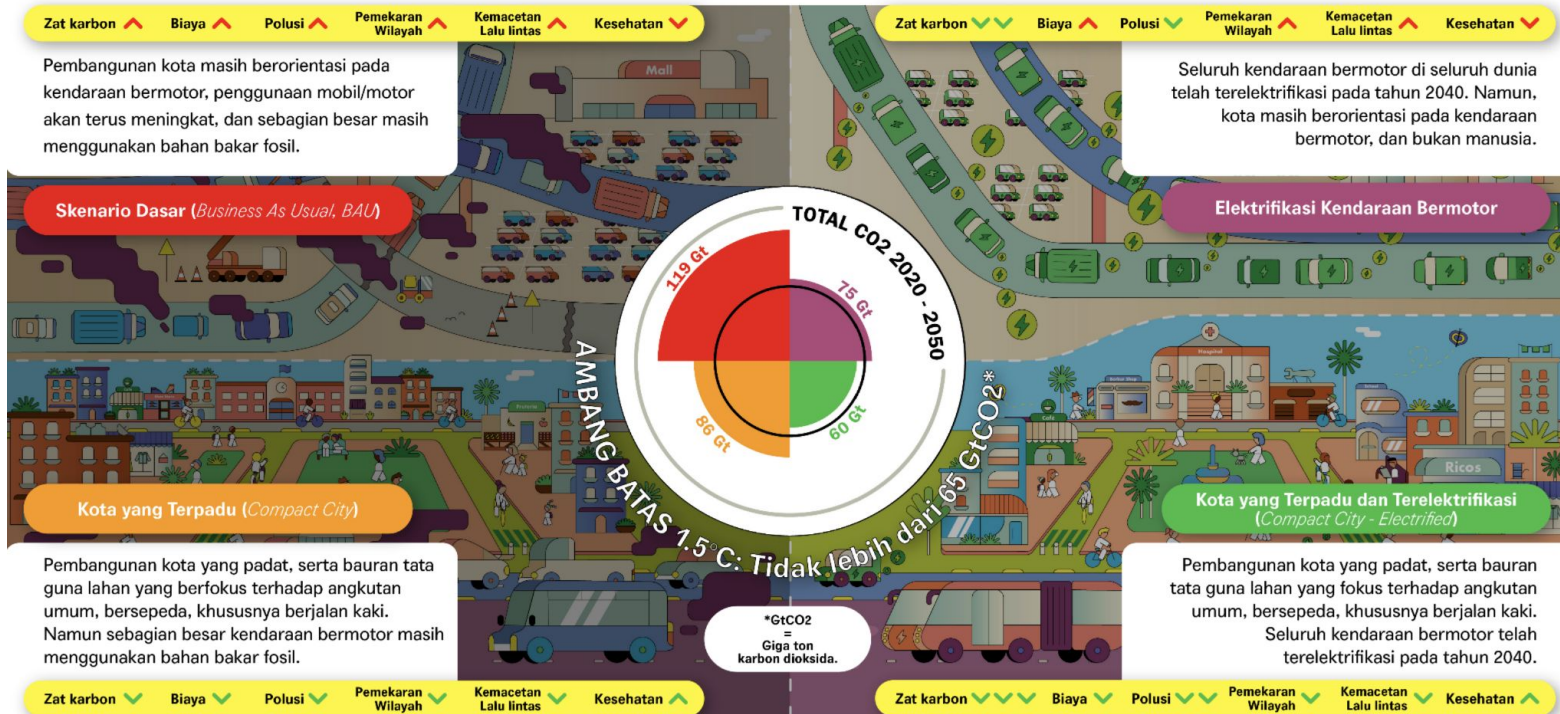 Zat karbon Biaya Polusi Pemekaran Wilayah Kemacetan Lalu lintas Kesehatan
Pembangunan kota masih berorientasi pada
kendaraan bermotor, penggunaan mobil/motor
akan terus meningkat, dan sebagian besar masih
menggunakan bahan bakar fosil.
Skenario Dasar (Business As Usual, BAU)
Mall
Zat karbon Biaya Polusi Pemekaran Wilayah Kemacetan Lalu lintas Kesehatan
Seluruh kendaraan bermotor di seluruh dunia
telah terelektrifikasi pada tahun 2040. Namun,
kota masih berorientasi pada kendaraan
bermotor, dan bukan manusia.
Elektrifikasi Kendaraan Bermotor
TOTAL CO2 2020 - 2050
119 Gt
75 Gt
86 Gt
60 Gt
AMBANG BATAS 1.5°C: Tidak lebih dari 65 GtCO2*
Hospital
Café
Ricos
Kota yang Terpadu (Compact City)
Pembangunan kota yang padat, serta bauran tata
guna lahan yang berfokus terhadap angkutan
umum, bersepeda, khususnya berjalan kaki.
Namun sebagian besar kendaraan bermotor masih
menggunakan bahan bakar fosil.
Zat karbon Biaya Polusi Pemekaran Wilayah Kemacetan Lalu lintas Kesehatan
*GtCO2
=
Giga ton
karbon dioksida.
Kota yang Terpadu dan Terelektrifikasi
(Compact City - Electrified)
Pembangunan kota yang padat, serta bauran
tata guna lahan yang fokus terhadap angkutan
umum, bersepeda, khususnya berjalan kaki.
Seluruh kendaraan bermotor telah
terelektrifikasi pada tahun 2040.
Zat karbon Biaya Polusi Pemekaran Wilayah Kemacetan Lalu lintas Kesehatan